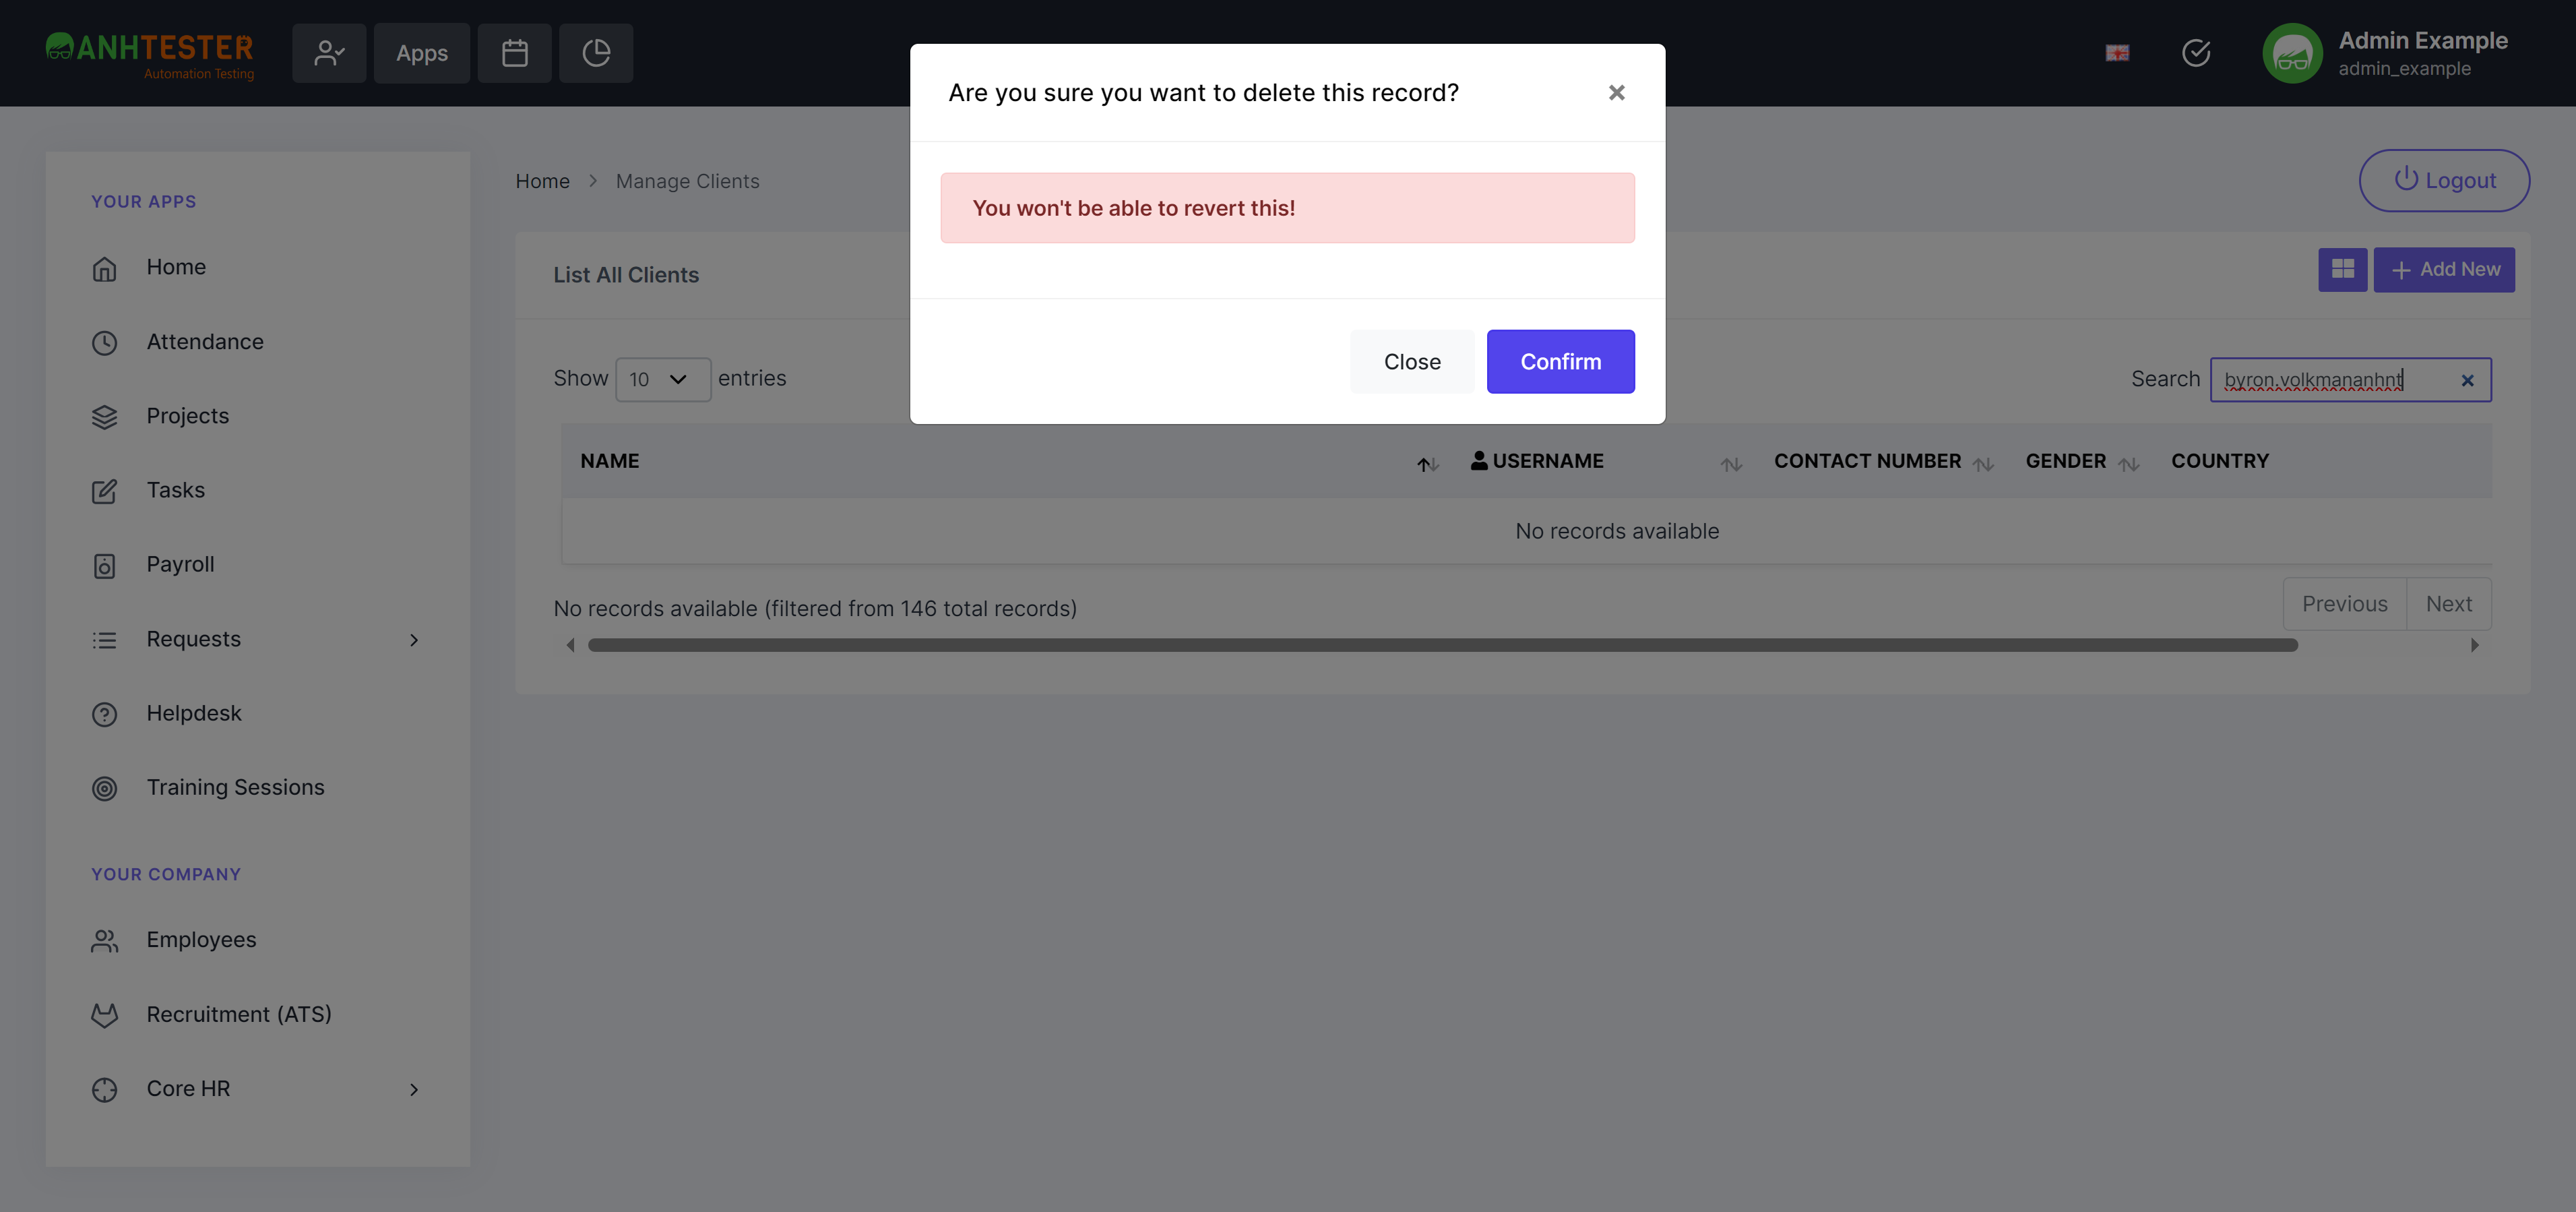 ANHTESTER
Automation Testing
Apps
Admin Example
admin_example
Are you sure you want to delete this record?
You won't be able to revert this!
Close
Confirm
YOUR APPS
Home
Attendance
Projects
Tasks
Payroll
Requests
Helpdesk
Training Sessions
YOUR COMPANY
Employees
Recruitment (ATS)
Core HR
Home > Manage Clients
Logout
List All Clients
Add New
Show 10 entries
Search byron.volkmananhnt
NAME USERNAME CONTACT NUMBER GENDER COUNTRY
No records available
No records available (filtered from 146 total records)
Previous Next